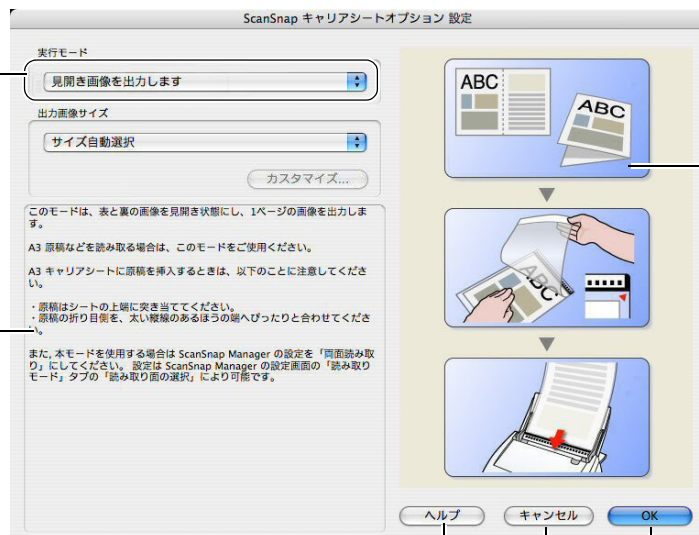 ScanSnap キャリアシートオプション 設定
実行モード
見開き画像を出力します
出力画像サイズ
サイズ自動選択
カスタマイズ...
このモードは、表と裏の画像を見開き状態にし、1ページの画像を出力しま
す。
A3 原稿などを読み取る場合は、このモードをご使用ください。
A3 キャリアシートに原稿を挿入するときは、以下のことに注意してくださ
い。
・原稿はシートの上端に突き当ててください。
・原稿の折り目側を、太い縦線のあるほうの端へぴったりと合わせてくださ
い。
また, 本モードを使用する場合は ScanSnap Manager の設定を「両面読み取
り」にしてください。 設定は ScanSnap Manager の設定画面の「読み取り
モード」タブの「読み取り面の選択」により可能です。
ABC
ABC
ABC
ヘルプ
キャンセル
OK